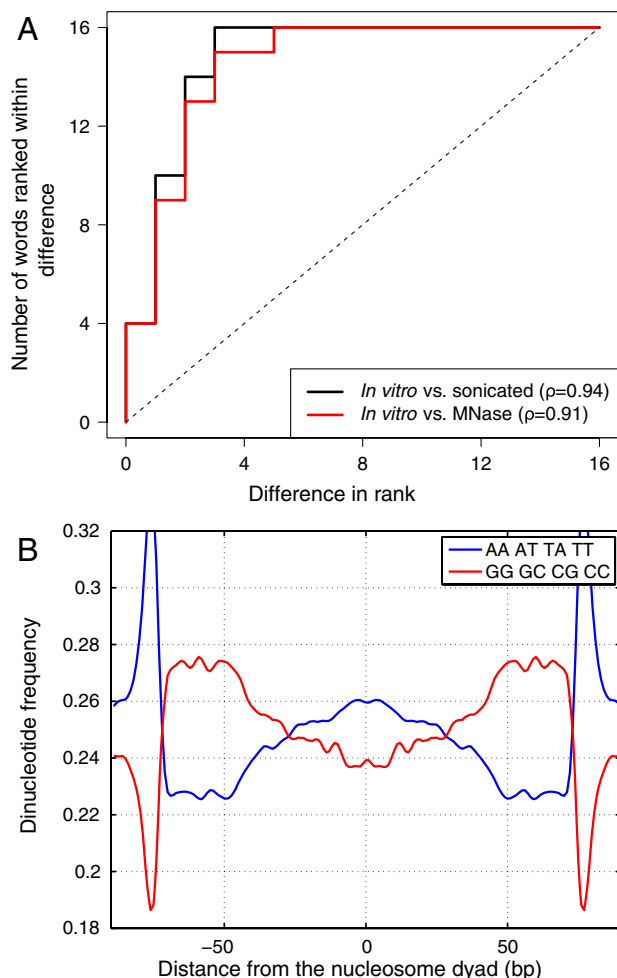 A
Number of words ranked within
difference
16
12
8
4
0
In vitro vs. sonicated (ρ=0.94)
In vitro vs. MNase (ρ=0.91)
0 4 8 12 16
Difference in rank
B
Dinucleotide frequency
0.32
0.3
0.28
0.26
0.24
0.22
0.2
0.18
AA AT TA TT
GG GC CG CC
−50 0 50
Distance from the nucleosome dyad (bp)